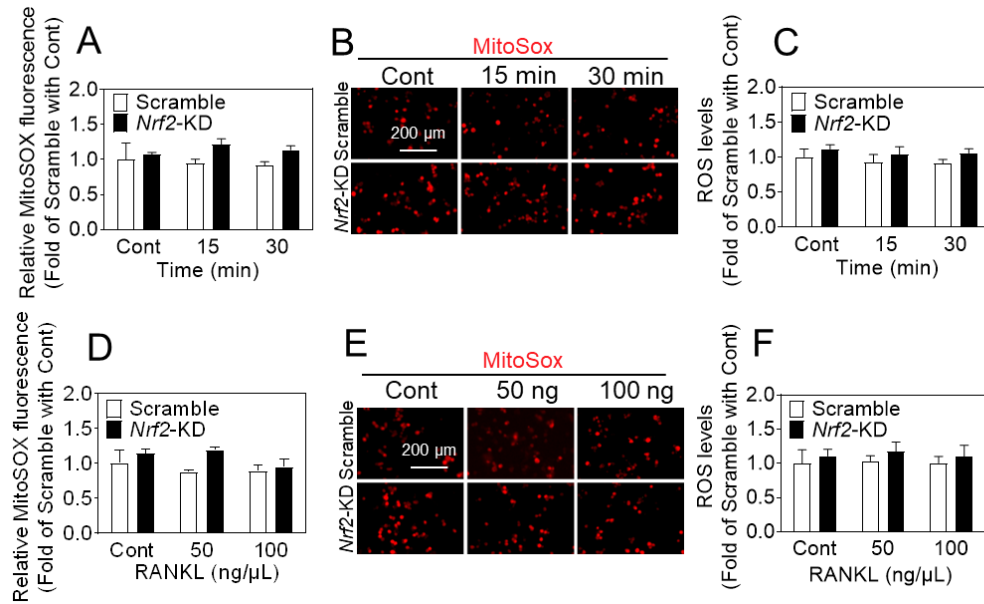 A
Relative MitoSOX fluorescence
(Fold of Scramble with Cont)
2.0
1.5
1.0
0.5
0.0
Scramble
Nrf2-KD
Cont 15 30
Time (min)
B
MitoSox
Cont 15 min 30 min
Nrf2-KD Scramble
200 µm
C
ROS levels
(Fold of Scramble with Cont)
2.0
1.5
1.0
0.5
0.0
Scramble
Nrf2-KD
Cont 15 30
Time (min)
D
Relative MitoSOX fluorescence
(Fold of Scramble with Cont)
2.0
1.5
1.0
0.5
0.0
Scramble
Nrf2-KD
Cont 50 100
RANKL (ng/µL)
E
MitoSox
Cont 50 ng 100 ng
Nrf2-KD Scramble
200 µm
F
ROS levels
(Fold of Scramble with Cont)
2.0
1.5
1.0
0.5
0.0
Scramble
Nrf2-KD
Cont 50 100
RANKL (ng/µL)